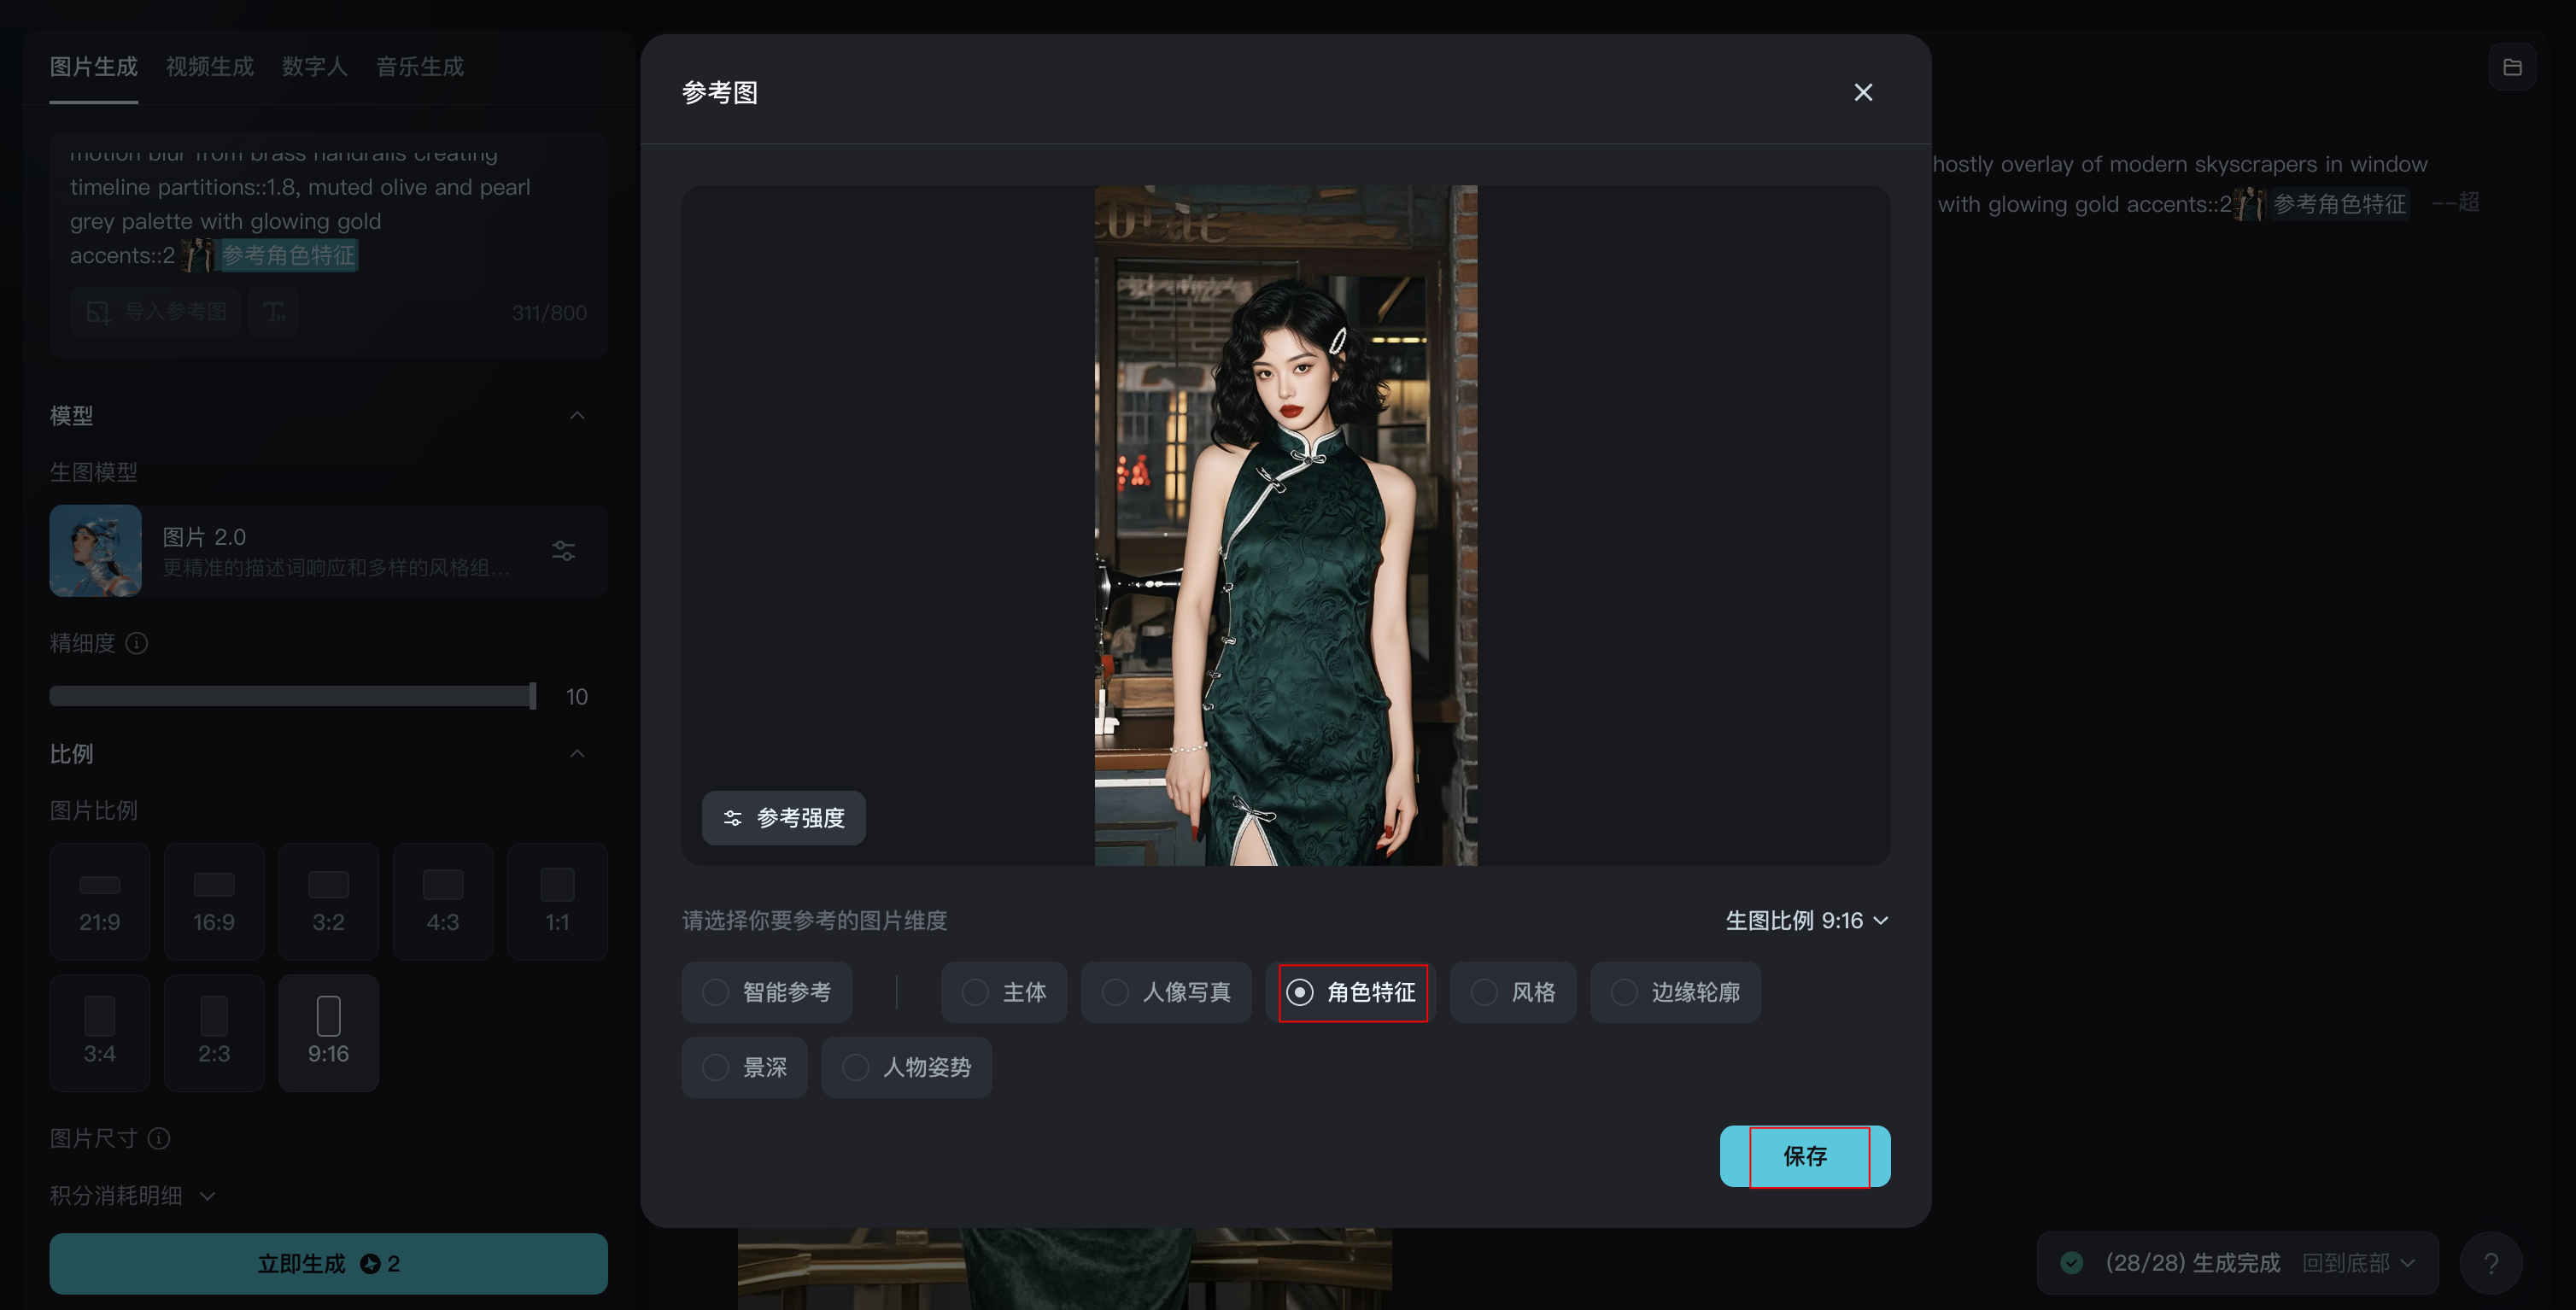 图片生成 视频生成 数字人 音乐生成
motion blur from brass handrails creating
timeline partitions::1.8, muted olive and pearl
grey palette with glowing gold
accents::2 参考角色特征
导入参考图
311/800
模型
生图模型
图片 2.0
更精准的描述词响应和多样的风格组...
精细度
10
比例
图片比例
21:9 16:9 3:2 4:3 1:1
3:4 2:3 9:16
图片尺寸
积分消耗明细
立即生成 2
参考图
参考强度
请选择你要参考的图片维度
生图比例 9:16
智能参考 主体 人像写真 角色特征 风格 边缘轮廓
景深 人物姿势
保存
hostly overlay of modern skyscrapers in window
with glowing gold accents::2 参考角色特征 --超
(28/28) 生成完成 回到底部
?